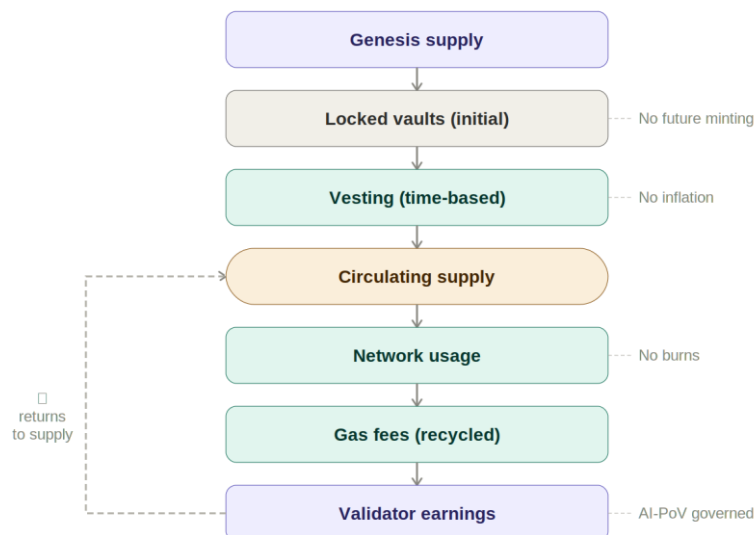 Genesis supply
Locked vaults (initial)
No future minting
Vesting (time-based)
No inflation
Circulating supply
Network usage
No burns
returns
to supply
Gas fees (recycled)
Validator earnings
AI-PoV governed